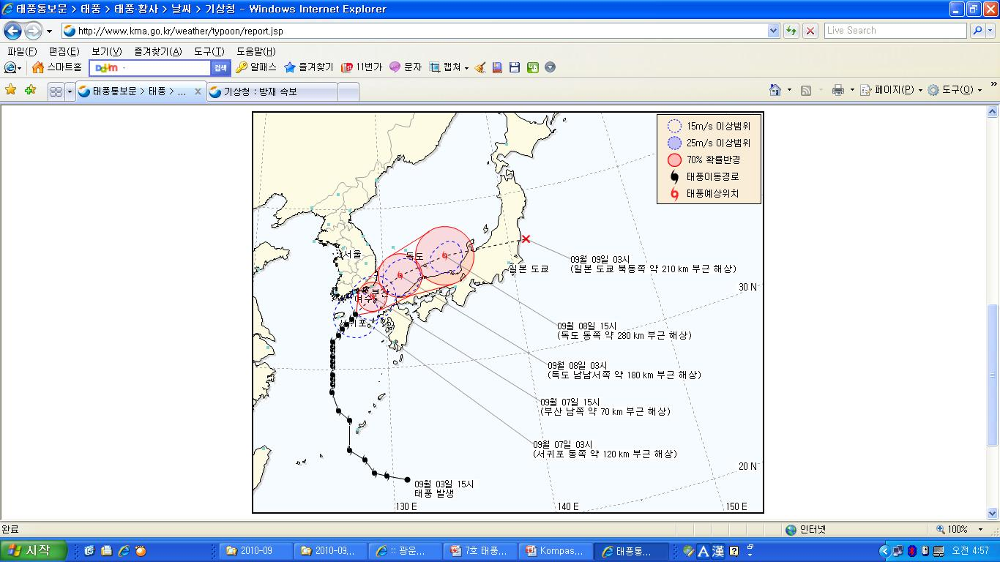 태풍통보문 > 태풍 > 태풍·황사 > 날씨 > 기상청 - Windows Internet Explorer
http://www.kma.go.kr/weather/typoon/report.jsp
Live Search
파일(F) 편집(E) 보기(V) 즐겨찾기(A) 도구(T) 도움말(H)
스마트홈 Daum 검색 알패스 즐겨찾기 11번가 문자 캡쳐
태풍통보문 > 태풍 > ... 기상청 : 방재 속보 페이지(P) 도구(O)
15m/s 이상범위
25m/s 이상범위
70% 확률반경
태풍이동경로
태풍예상위치
서울
독도
부산
여수
서귀포
일본 도쿄
09월 09일 03시
(일본 도쿄 북동쪽 약 210 km 부근 해상)
30 N
09월 08일 15시
(독도 동쪽 약 280 km 부근 해상)
09월 08일 03시
(독도 남남서쪽 약 180 km 부근 해상)
09월 07일 15시
(부산 남쪽 약 70 km 부근 해상)
09월 07일 03시
(서귀포 동쪽 약 120 km 부근 해상)
20 N
09월 03일 15시
태풍 발생
130 E
140 E
150 E
완료 인터넷 100%
시작 2010-09 2010-09,... :: 광운... 7호 태풍... Kompas... 태풍통... A 漢 오전 4:57